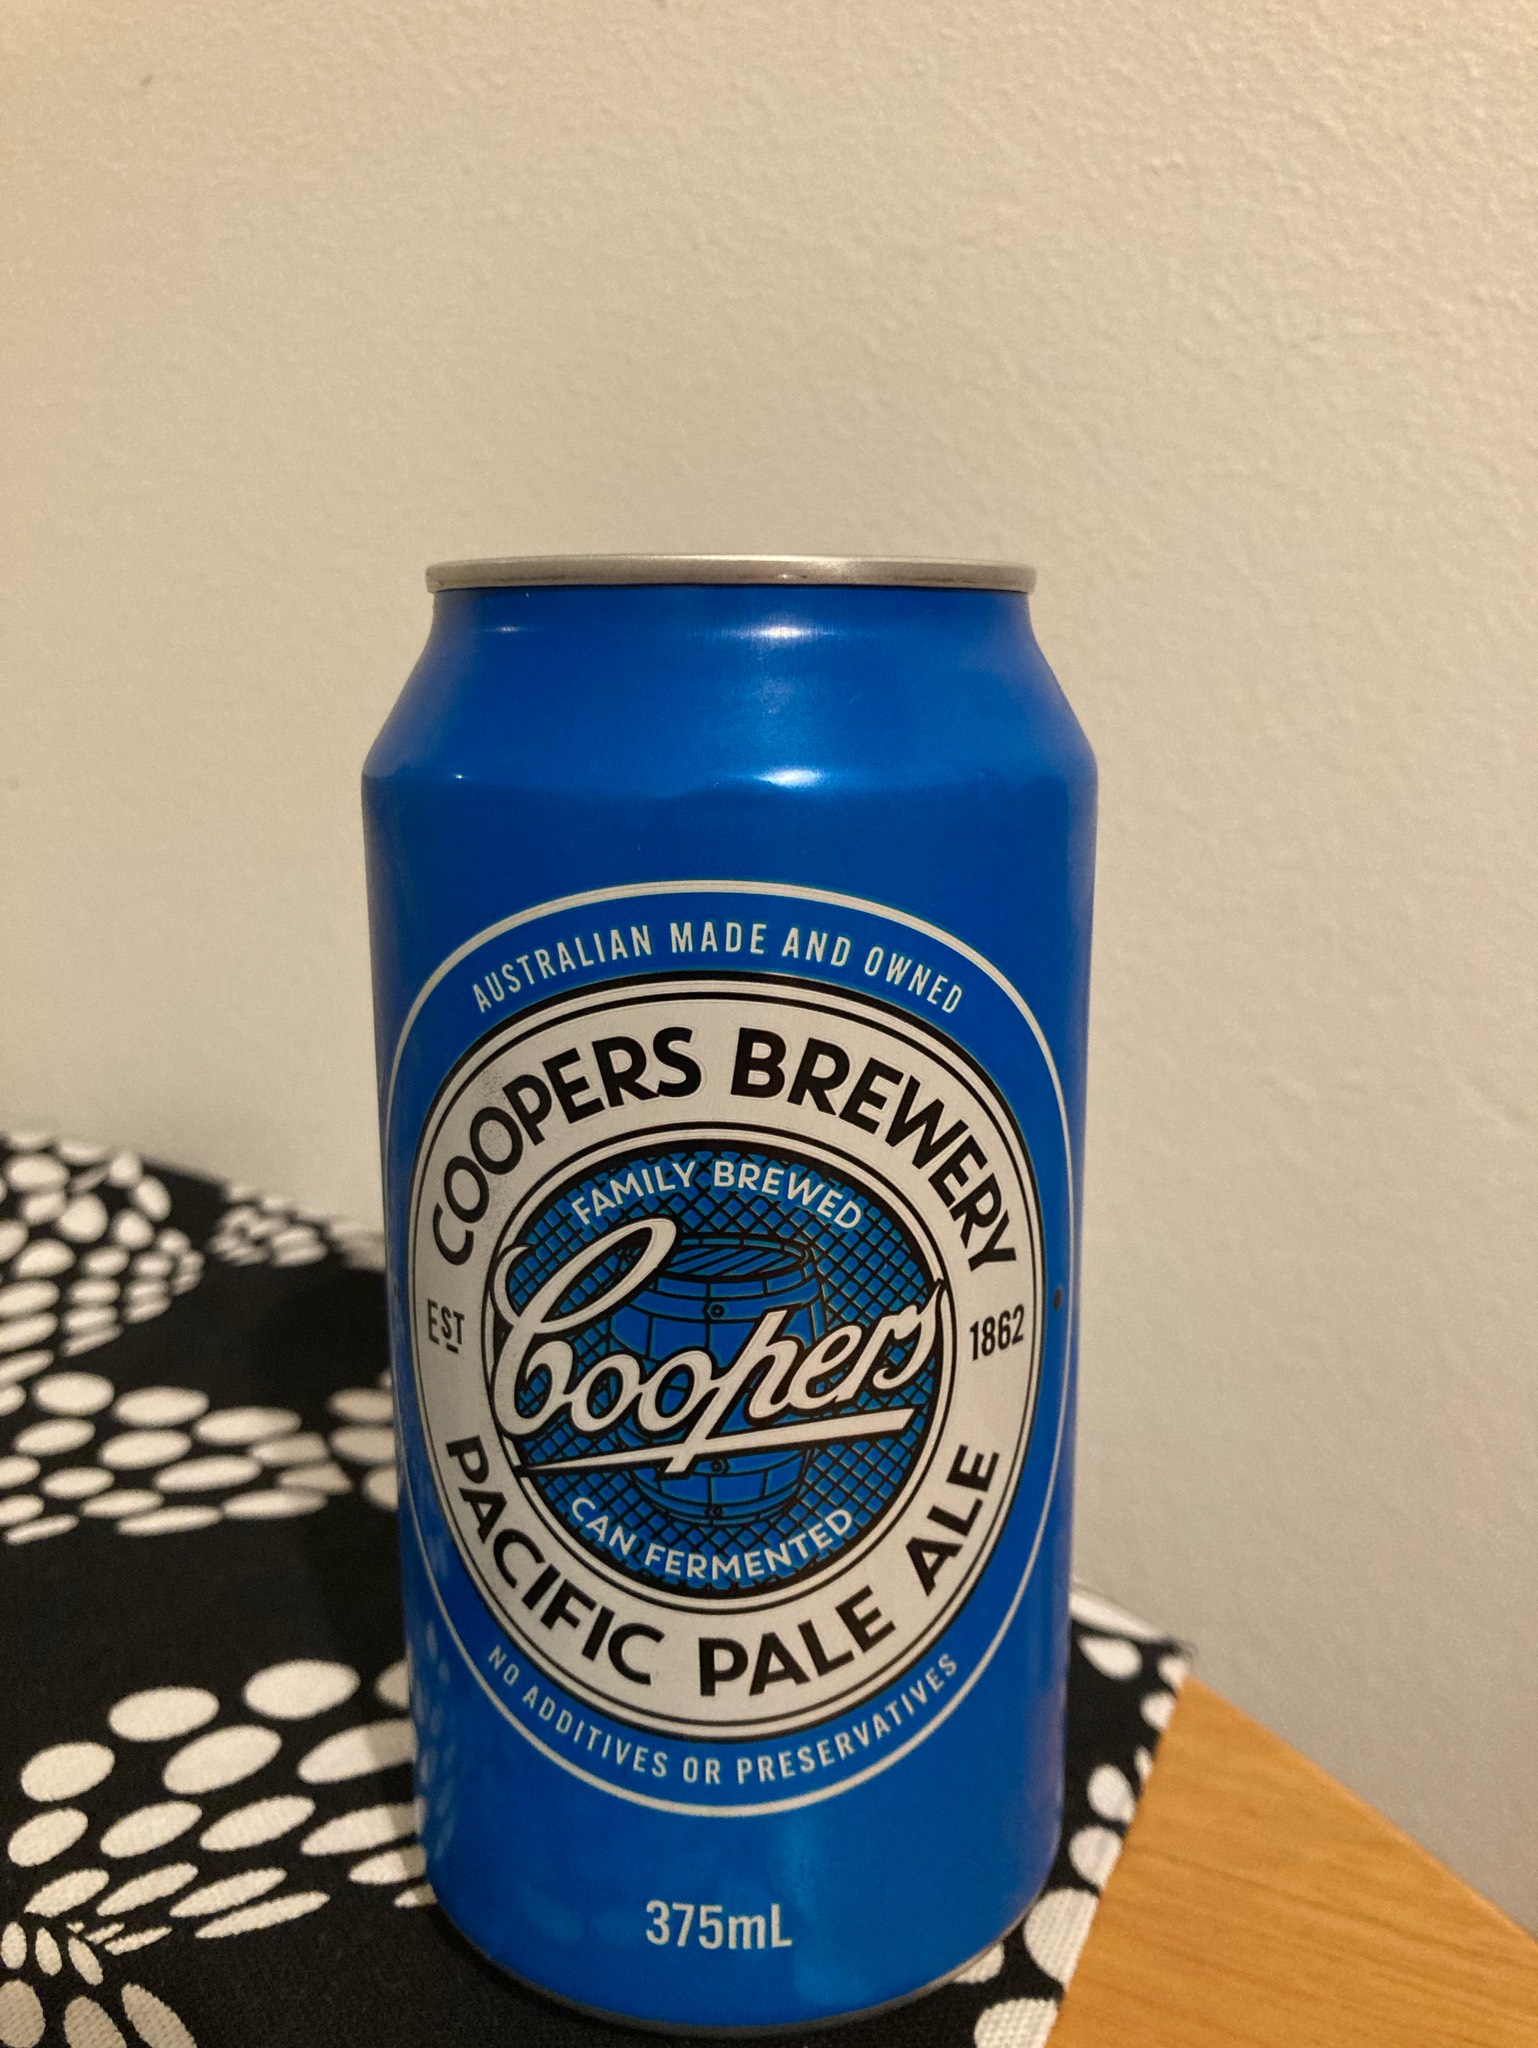 AUSTRALIAN MADE AND OWNED
COOPERS BREWERY
FAMILY BREWED
Coopers
EST 1862
CAN FERMENTED
PACIFIC PALE ALE
NO ADDITIVES OR PRESERVATIVES
375mL